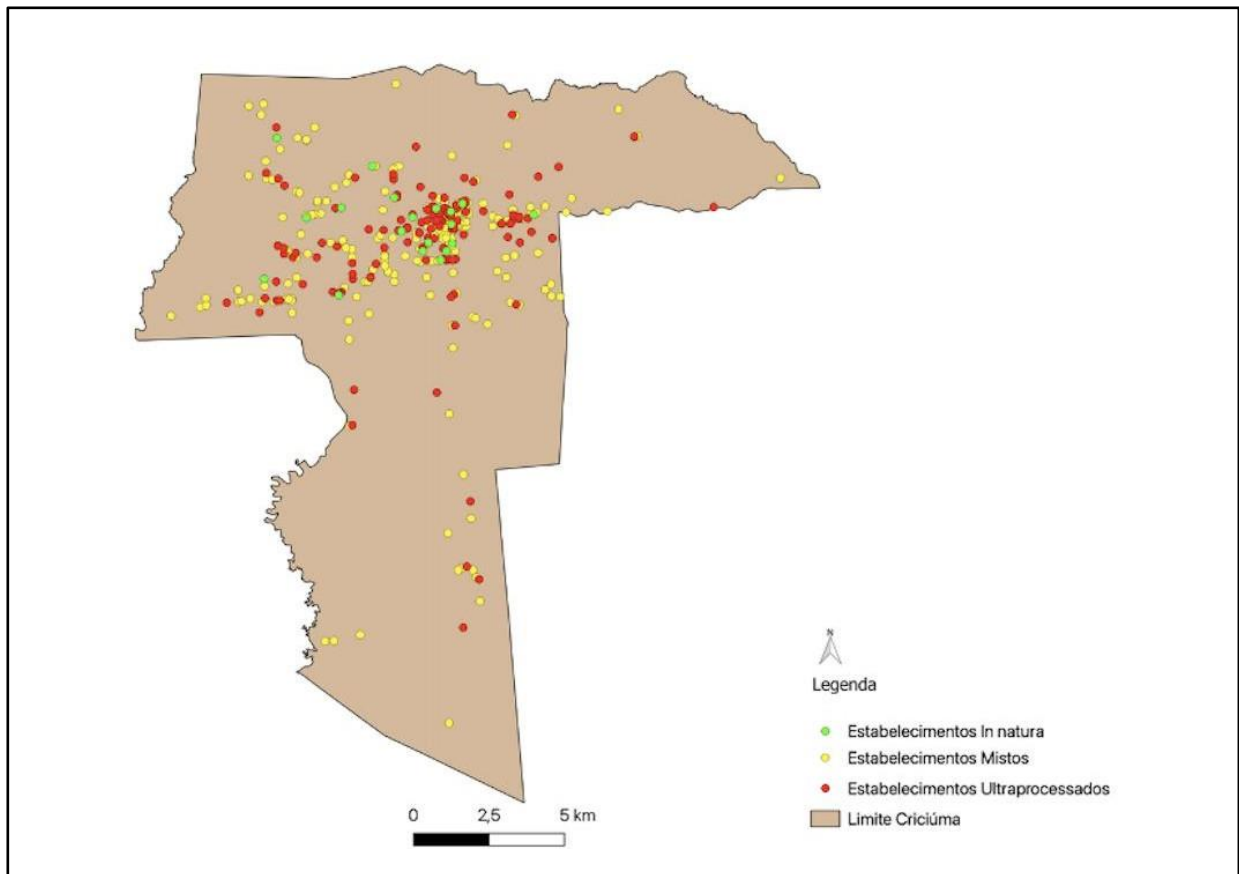 N
Legenda
Estabelecimentos In natura
Estabelecimentos Mistos
Estabelecimentos Ultraprocessados
Limite Criciúma
0 2,5 5 km